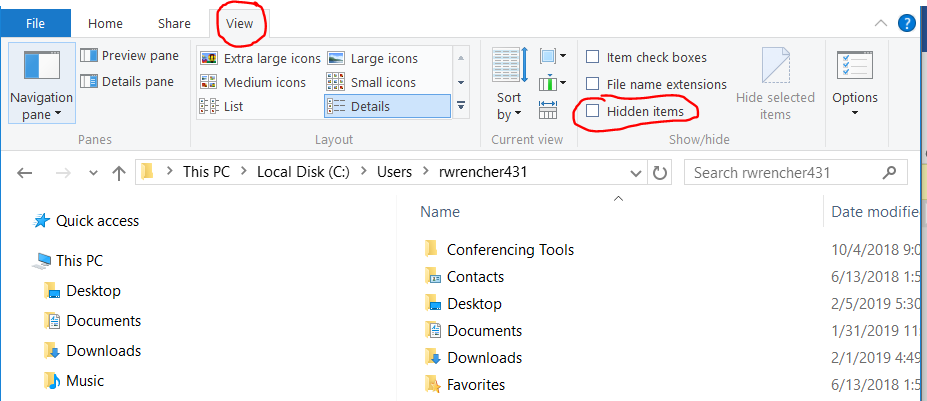 File Home Share View
Navigation pane
Preview pane
Details pane
Panes
Extra large icons Large icons
Medium icons Small icons
List Details
Layout
Sort by
Current view
Item check boxes
File name extensions
Hidden items
Hide selected items
Show/hide
Options
This PC Local Disk (C:) Users rwrencher431
Search rwrencher431
Quick access
This PC
Desktop
Documents
Downloads
Music
Name Date modifie
Conferencing Tools 10/4/2018 9:0
Contacts 6/13/2018 1:5
Desktop 2/5/2019 5:30
Documents 1/31/2019 11
Downloads 2/1/2019 4:49
Favorites 6/13/2018 1:5